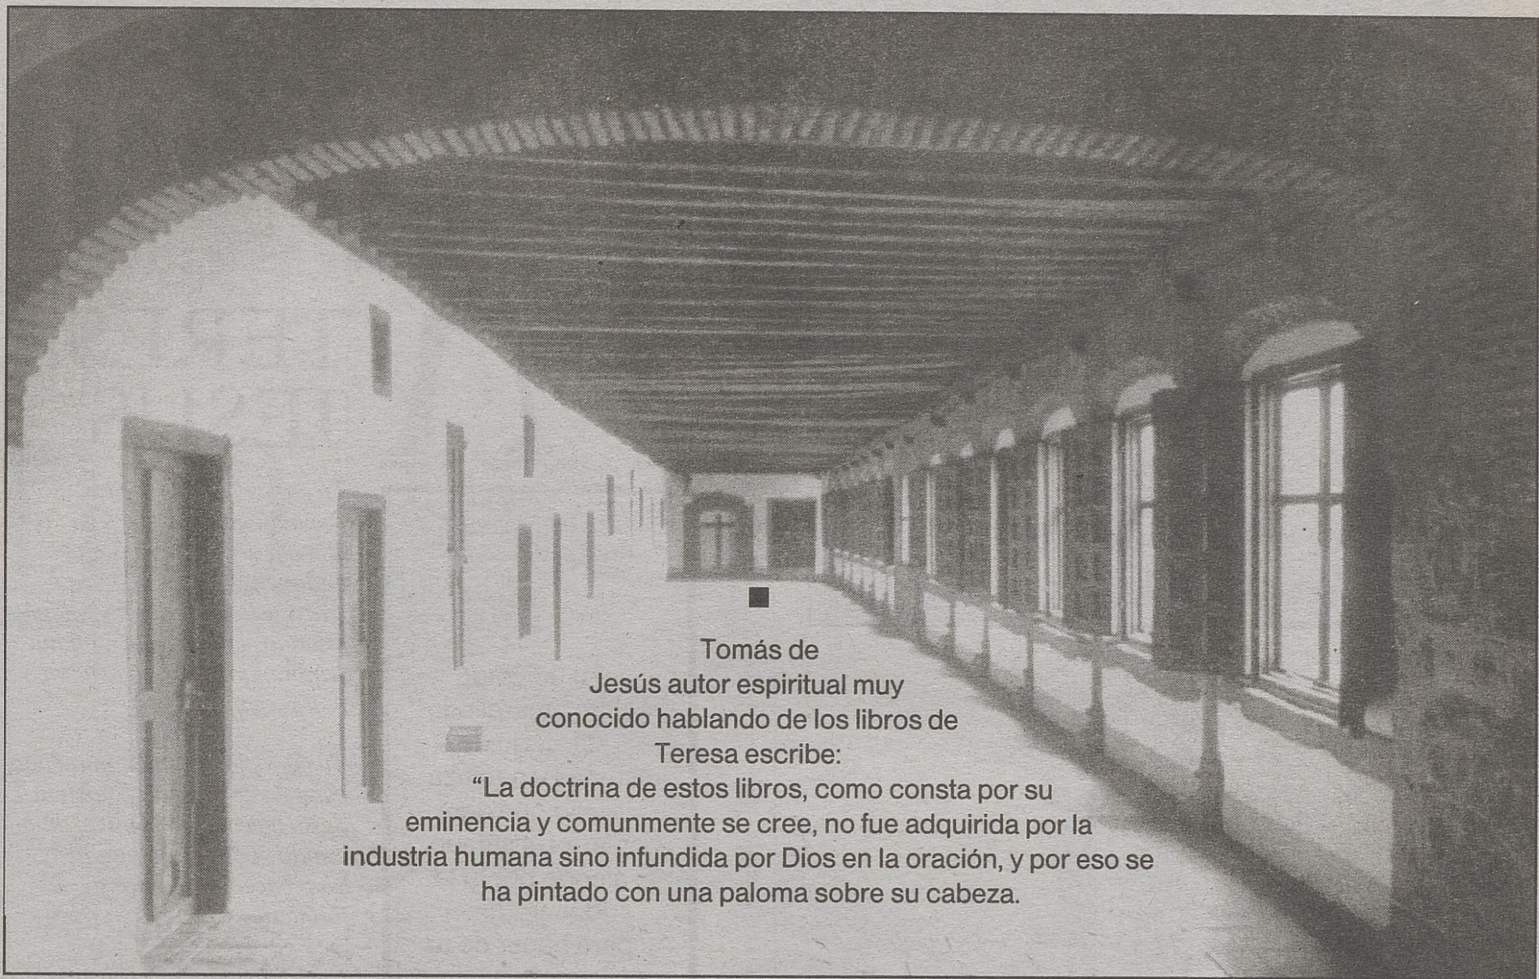 Tomás de
Jesús autor espiritual muy
conocido hablando de los libros de
Teresa escribe:
“La doctrina de estos libros, como consta por su
eminencia y comunmente se cree, no fue adquirida por la
industria humana sino infundida por Dios en la oración, y por eso se
ha pintado con una paloma sobre su cabeza.